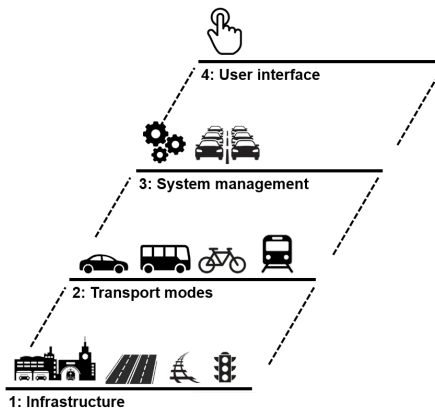 4: User interface
3: System management
2: Transport modes
1: Infrastructure